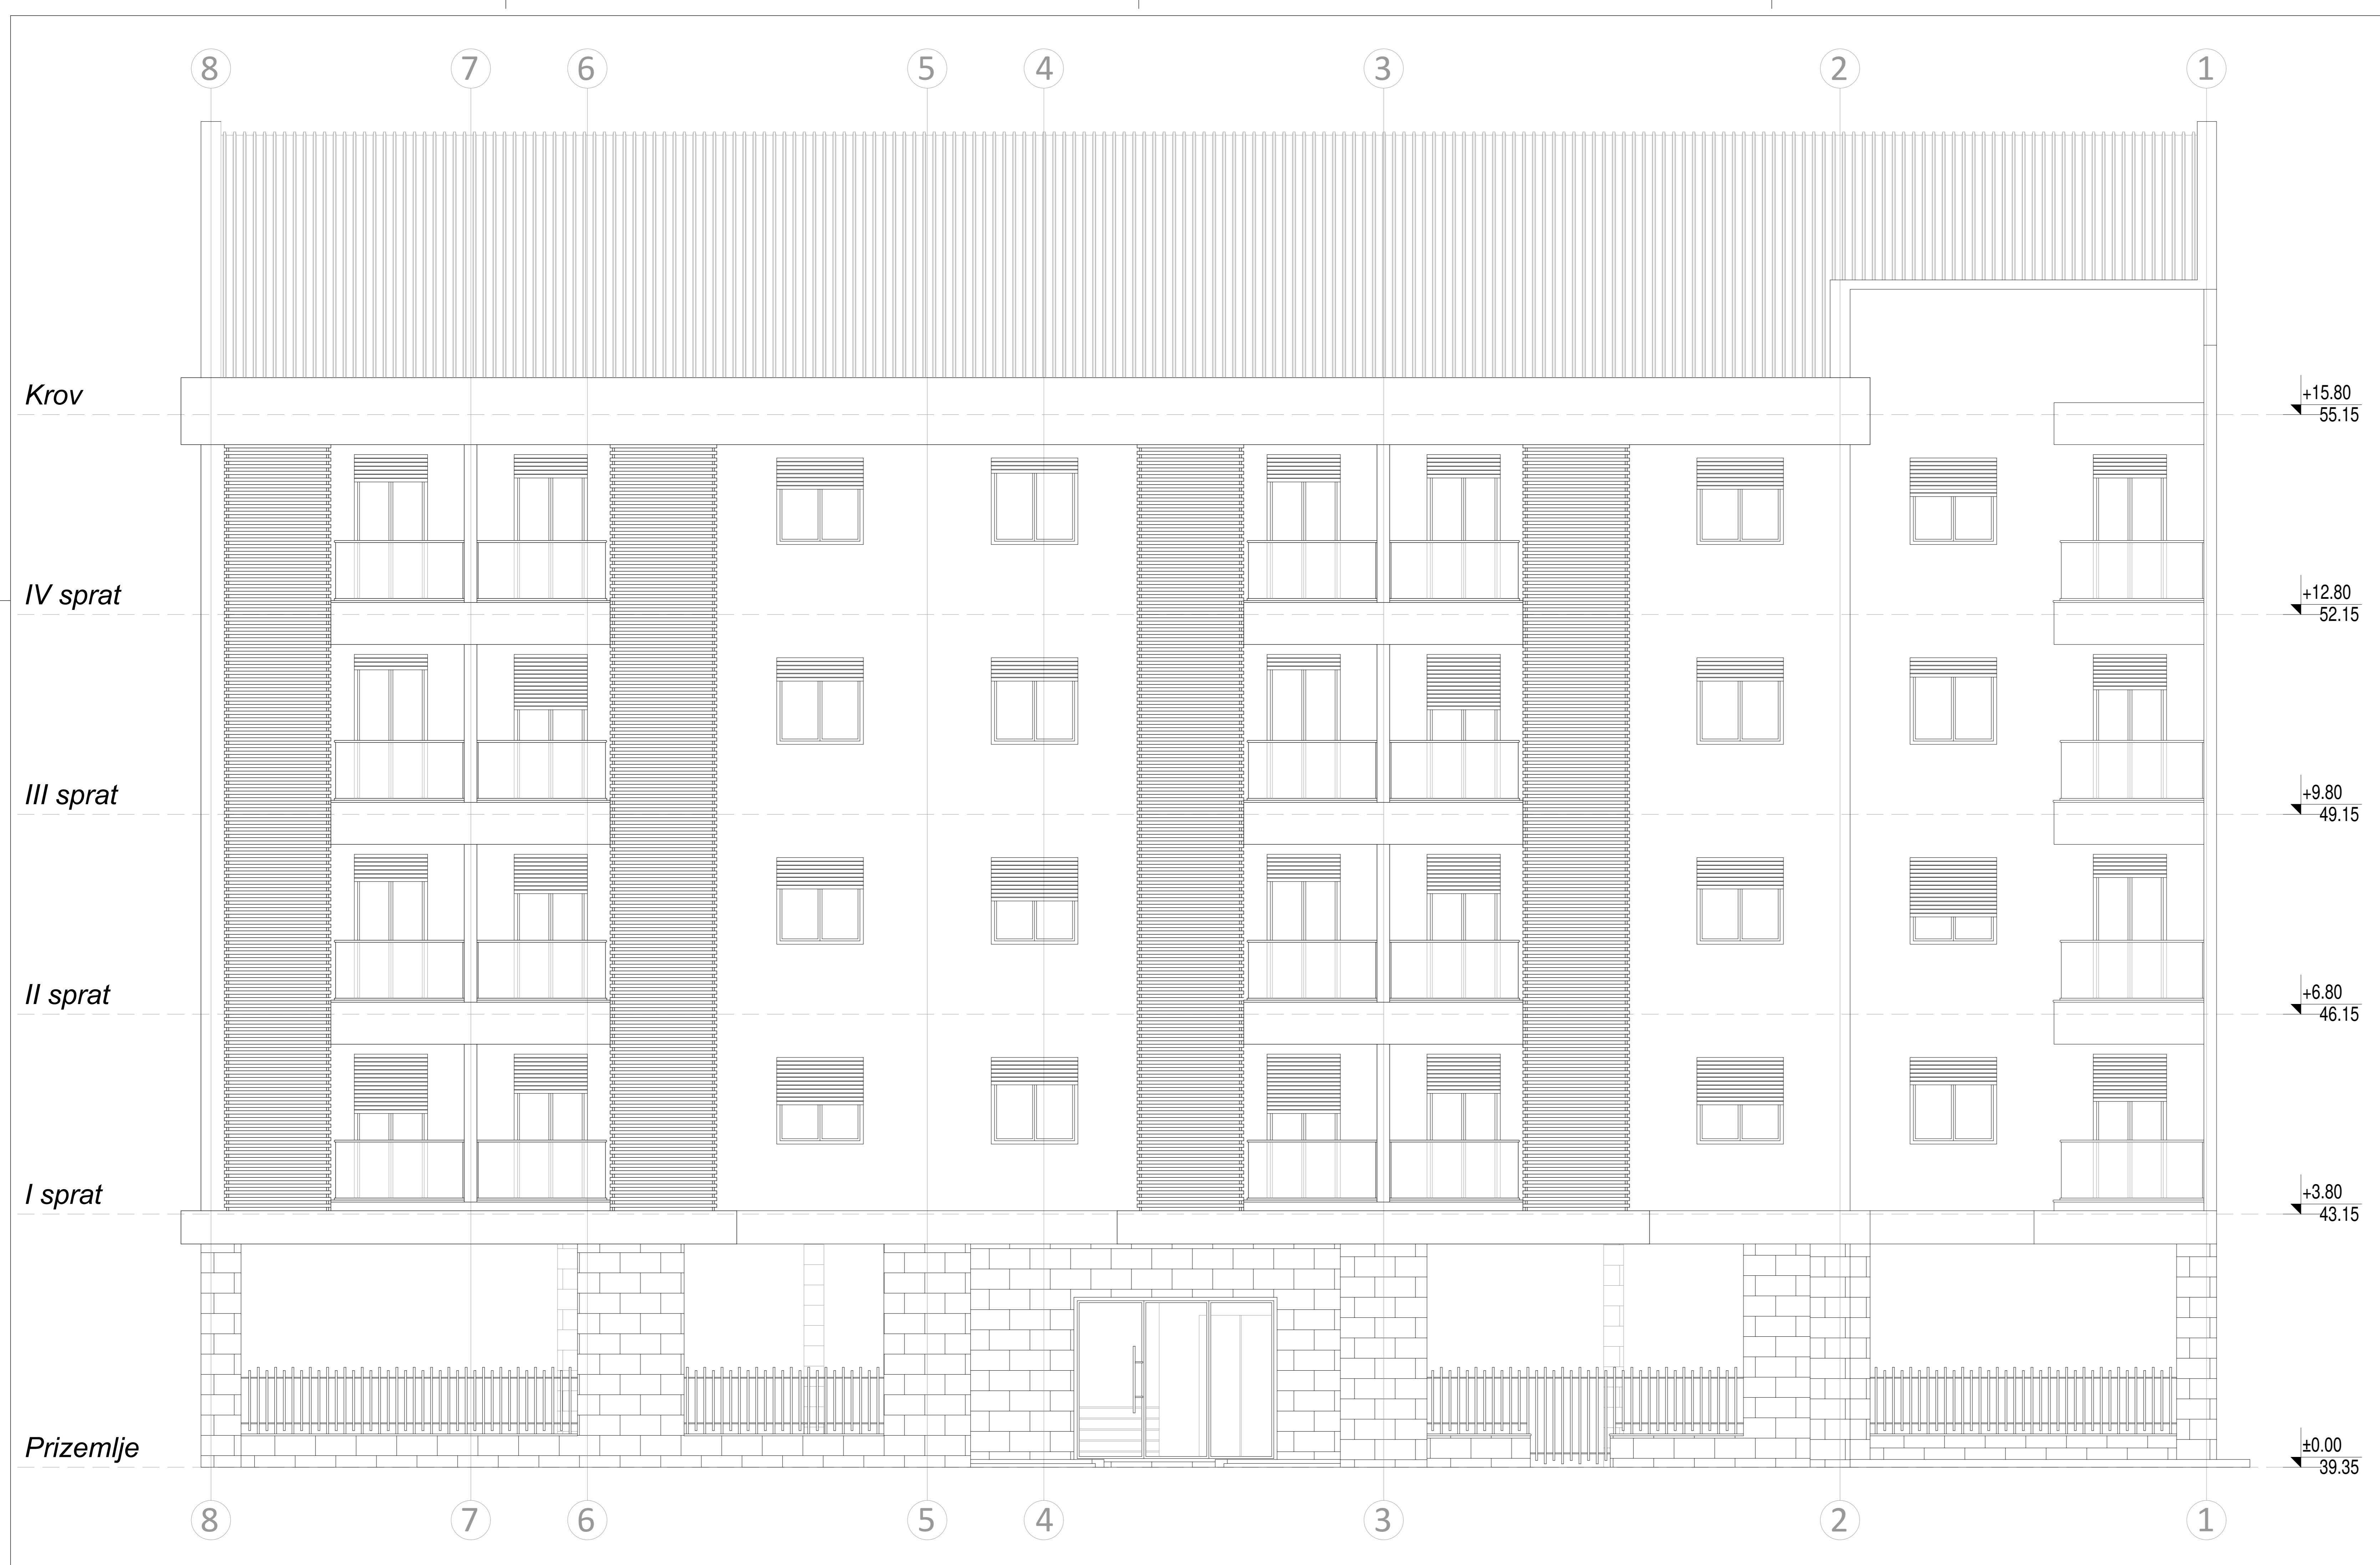 8 7 6 5 4 3 2 1
Krov
+15.80
55.15
IV sprat
+12.80
52.15
III sprat
+9.80
49.15
II sprat
+6.80
46.15
I sprat
+3.80
43.15
Prizemlje
±0.00
39.35
8 7 6 5 4 3 2 1